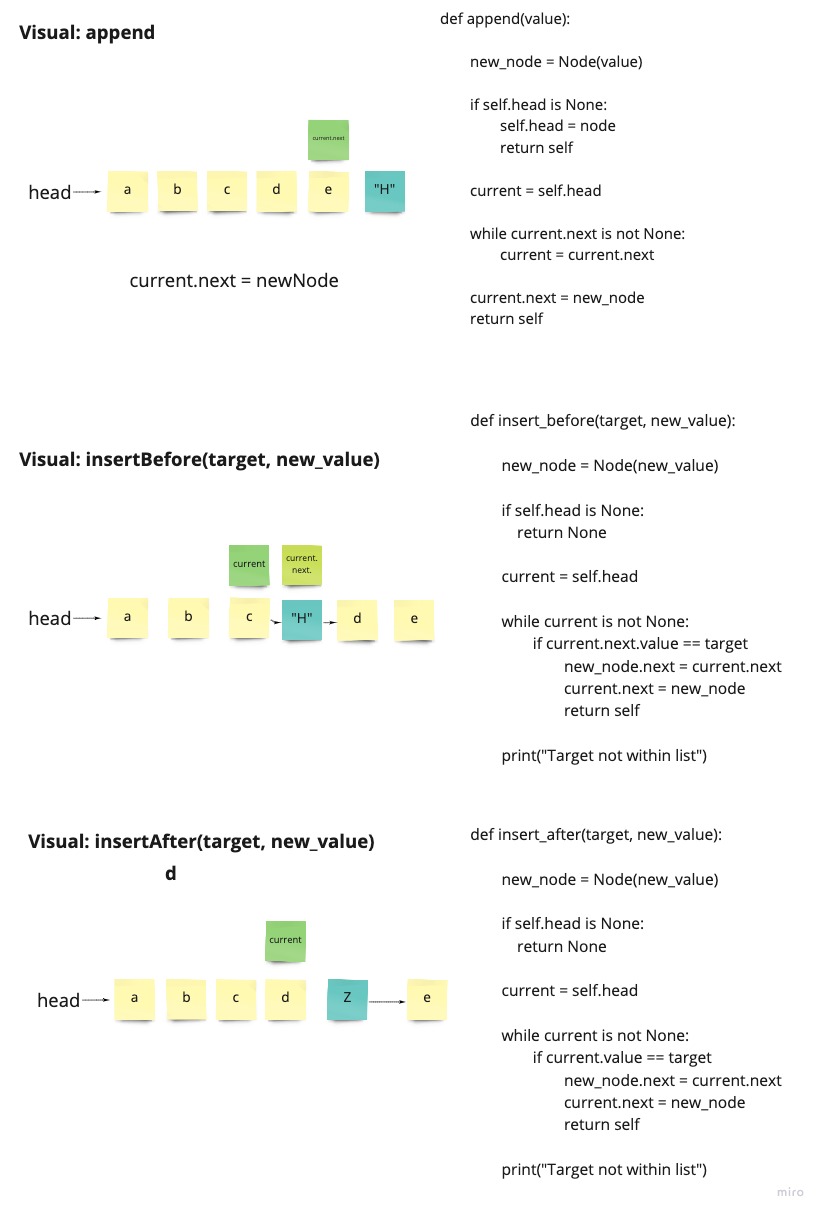 Visual: append
current.next
head
a
b
c
d
e
"H"
current.next = newNode
def append(value):
new_node = Node(value)
if self.head is None:
self.head = node
return self
current = self.head
while current.next is not None:
current = current.next
current.next = new_node
return self
Visual: insertBefore(target, new_value)
current
current.
next.
head
a
b
c
"H"
d
e
def insert_before(target, new_value):
new_node = Node(new_value)
if self.head is None:
return None
current = self.head
while current is not None:
if current.next.value == target
new_node.next = current.next
current.next = new_node
return self
print("Target not within list")
Visual: insertAfter(target, new_value)
d
current
head
a
b
c
d
Z
e
def insert_after(target, new_value):
new_node = Node(new_value)
if self.head is None:
return None
current = self.head
while current is not None:
if current.value == target
new_node.next = current.next
current.next = new_node
return self
print("Target not within list")
miro